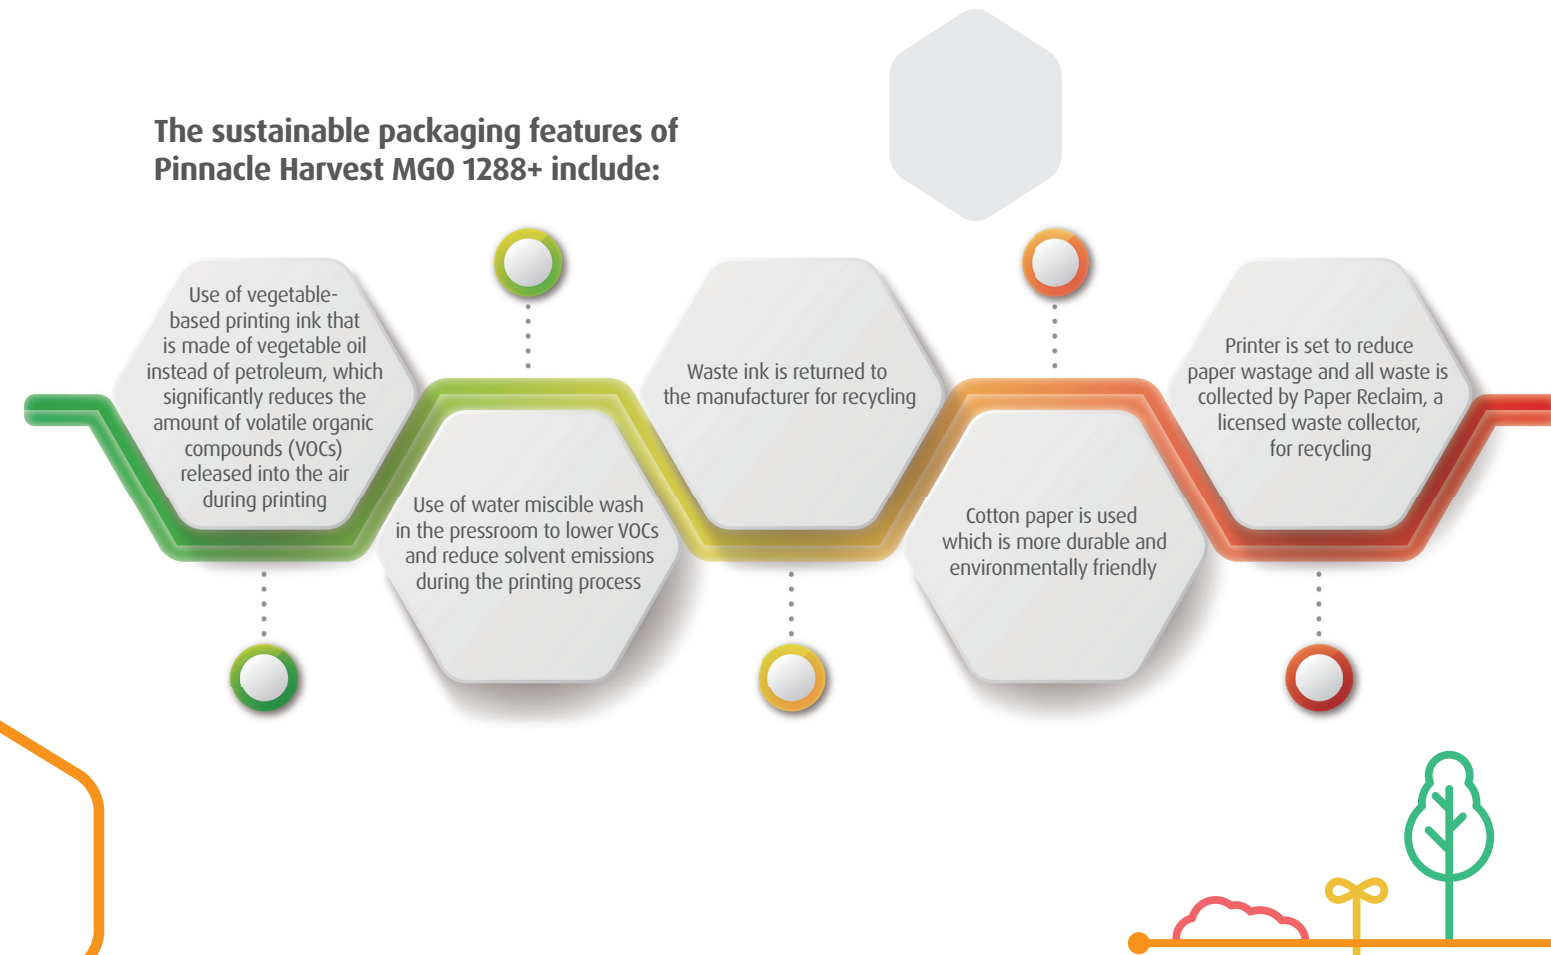 The sustainable packaging features of
Pinnacle Harvest MGO 1288+ include:
Use of vegetable-
based printing ink that
is made of vegetable oil
instead of petroleum, which
significantly reduces the
amount of volatile organic
compounds (VOCs)
released into the air
during printing
Use of water miscible wash
in the pressroom to lower VOCs
and reduce solvent emissions
during the printing process
Waste ink is returned to
the manufacturer for recycling
Cotton paper is used
which is more durable and
environmentally friendly
Printer is set to reduce
paper wastage and all waste is
collected by Paper Reclaim, a
licensed waste collector,
for recycling